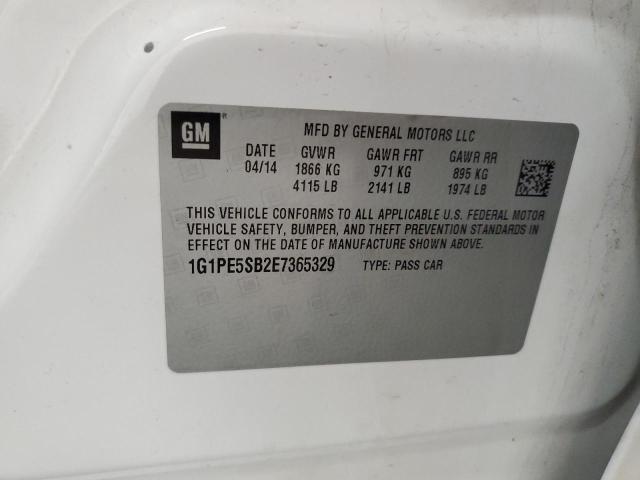 GM ® MFD BY GENERAL MOTORS LLC
DATE GVWR GAWR FRT GAWR RR
04/14 1866 KG 971 KG 895 KG
4115 LB 2141 LB 1974 LB
THIS VEHICLE CONFORMS TO ALL APPLICABLE U.S. FEDERAL MOTOR
VEHICLE SAFETY, BUMPER, AND THEFT PREVENTION STANDARDS IN
EFFECT ON THE DATE OF MANUFACTURE SHOWN ABOVE.
1G1PE5SB2E7365329 TYPE: PASS CAR